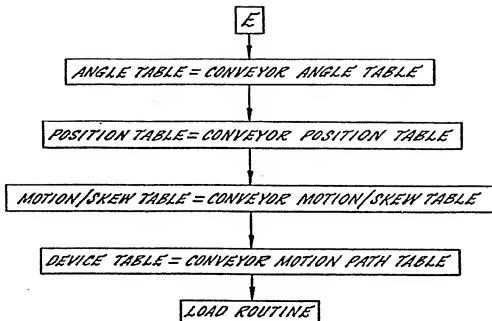 E
ANGLE TABLE = CONVEYOR ANGLE TABLE
POSITION TABLE = CONVEYOR POSITION TABLE
MOTION/SKEW TABLE = CONVEYOR MOTION/SKEW TABLE
DEVICE TABLE = CONVEYOR MOTION PATH TABLE
LOAD ROUTINE